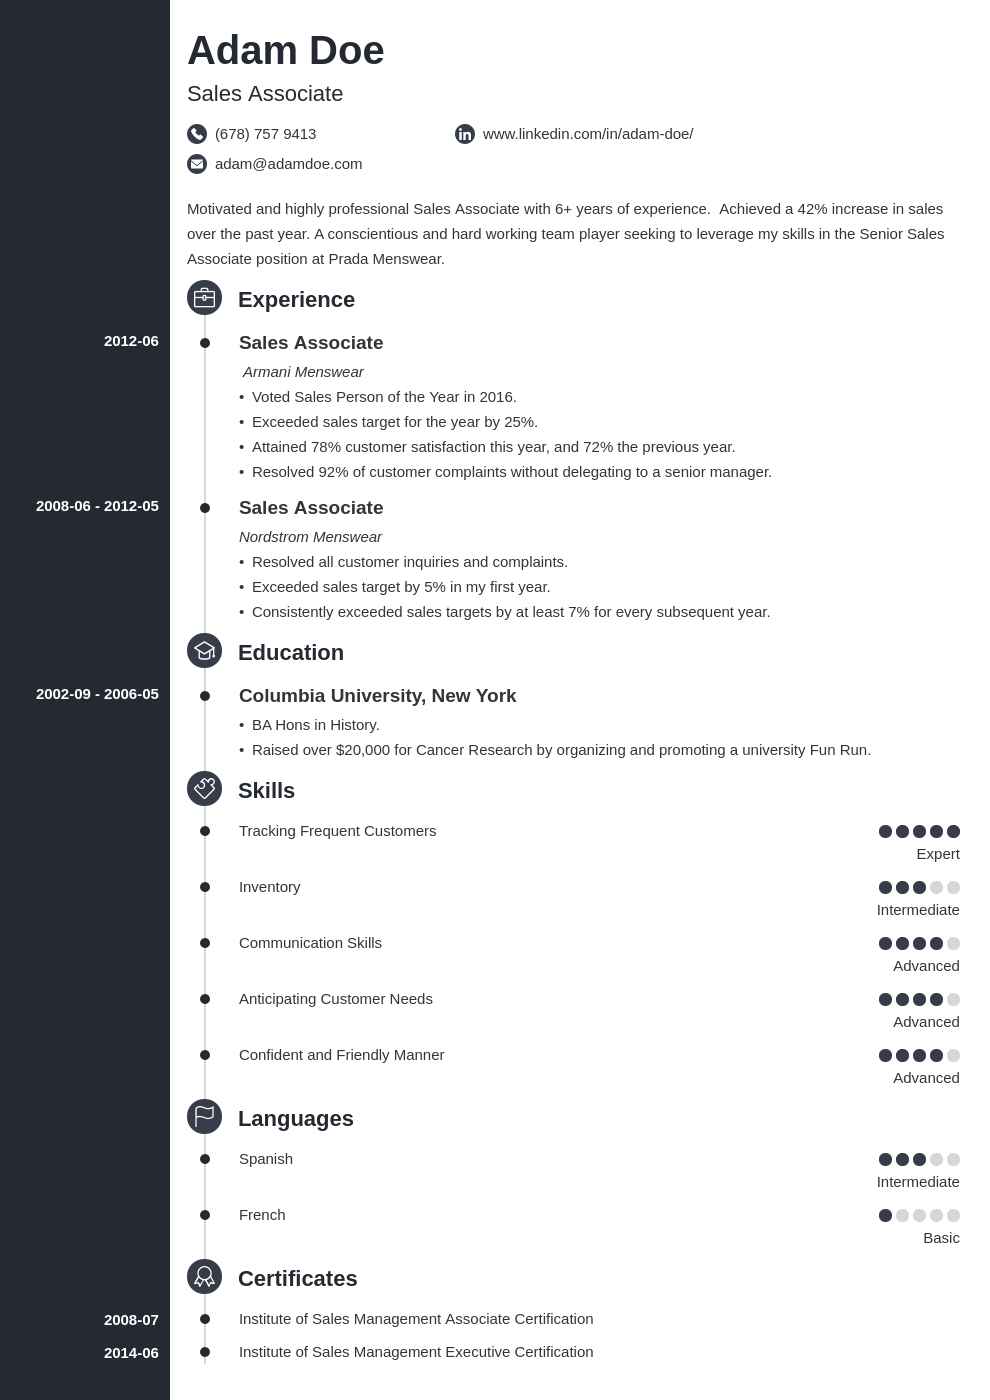 Adam Doe
Sales Associate
(678) 757 9413
www.linkedin.com/in/adam-doe/
adam@adamdoe.com
Motivated and highly professional Sales Associate with 6+ years of experience.  Achieved a 42% increase in sales
over the past year. A conscientious and hard working team player seeking to leverage my skills in the Senior Sales
Associate position at Prada Menswear.
Experience
2012-06
Sales Associate
Armani Menswear
• Voted Sales Person of the Year in 2016.
• Exceeded sales target for the year by 25%.
• Attained 78% customer satisfaction this year, and 72% the previous year.
• Resolved 92% of customer complaints without delegating to a senior manager.
2008-06 - 2012-05
Sales Associate
Nordstrom Menswear
• Resolved all customer inquiries and complaints.
• Exceeded sales target by 5% in my first year.
• Consistently exceeded sales targets by at least 7% for every subsequent year.
Education
2002-09 - 2006-05
Columbia University, New York
• BA Hons in History.
• Raised over $20,000 for Cancer Research by organizing and promoting a university Fun Run.
Skills
Tracking Frequent Customers
Expert
Inventory
Intermediate
Communication Skills
Advanced
Anticipating Customer Needs
Advanced
Confident and Friendly Manner
Advanced
Languages
Spanish
Intermediate
French
Basic
Certificates
2008-07
Institute of Sales Management Associate Certification
2014-06
Institute of Sales Management Executive Certification